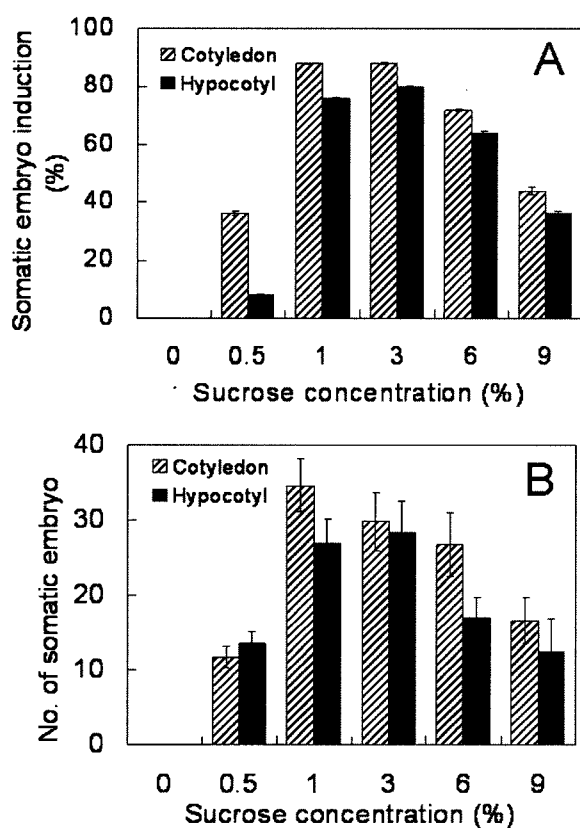 100
80
60
40
20
0
Somatic embryo induction
(%)
Cotyledon
Hypocotyl
A
0 0.5 1 3 6 9
Sucrose concentration (%)
40
30
20
10
0
No. of somatic embryo
Cotyledon
Hypocotyl
B
0 0.5 1 3 6 9
Sucrose concentration (%)